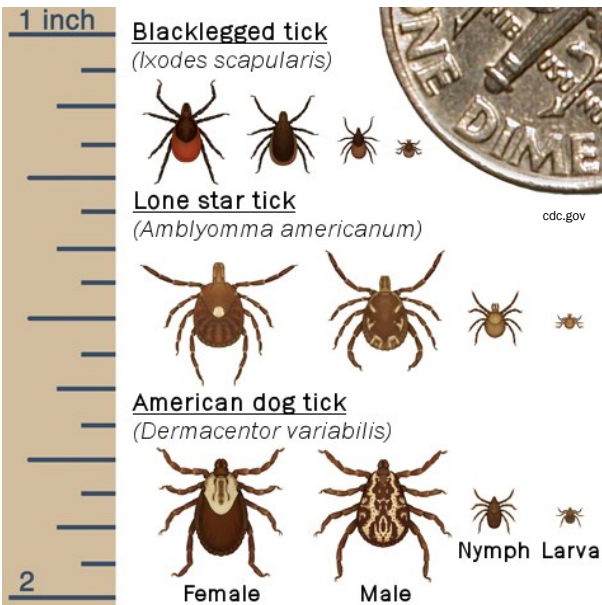 1 inch
Blacklegged tick
(Ixodes scapularis)
ONE DIME
cdc.gov
Lone star tick
(Amblyomma americanum)
American dog tick
(Dermacentor variabilis)
Nymph Larva
2
Female Male